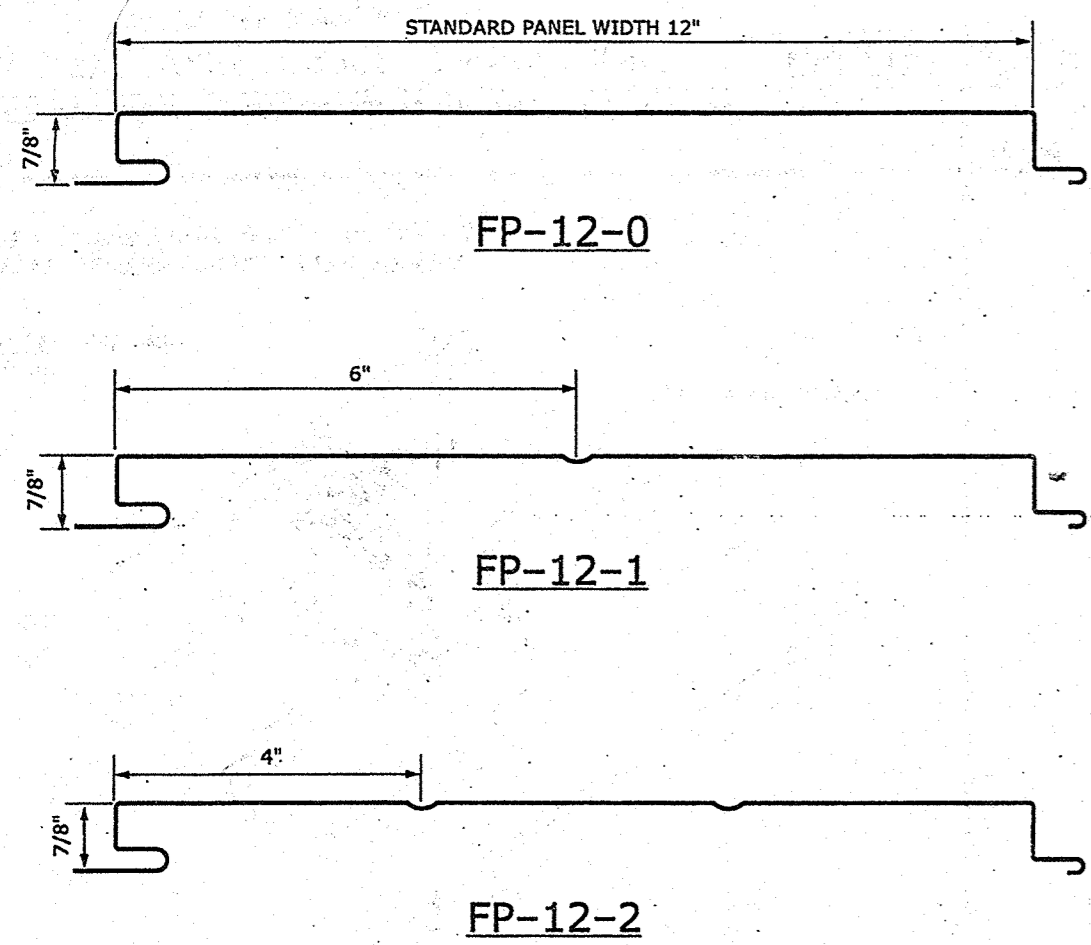 STANDARD PANEL WIDTH 12"
7/8"
FP-12-0
6"
7/8"
FP-12-1
4"
7/8"
FP-12-2